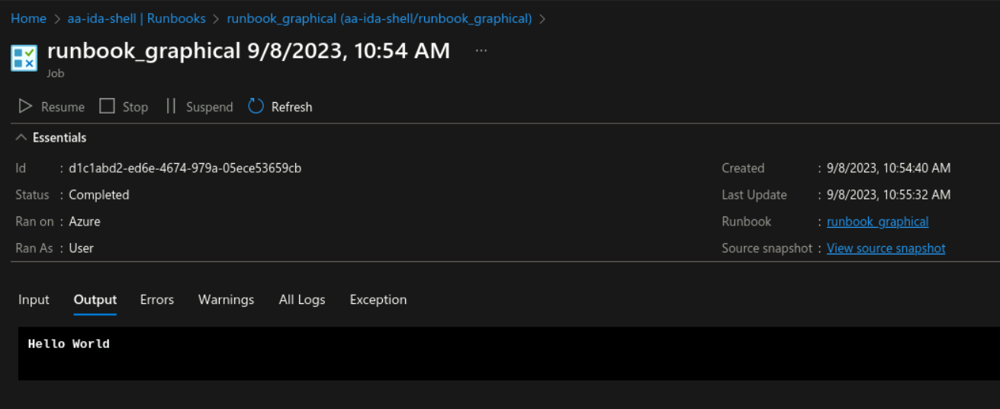 Home > aa-ida-shell | Runbooks > runbook_graphical (aa-ida-shell/runbook_graphical) >
runbook_graphical 9/8/2023, 10:54 AM ...
Job
Resume Stop Suspend Refresh
Essentials
Id : d1c1abd2-ed6e-4674-979a-05ece53659cb Created : 9/8/2023, 10:54:40 AM
Status : Completed Last Update : 9/8/2023, 10:55:32 AM
Ran on : Azure Runbook : runbook_graphical
Ran As : User Source snapshot : View source snapshot
Input Output Errors Warnings All Logs Exception
Hello World